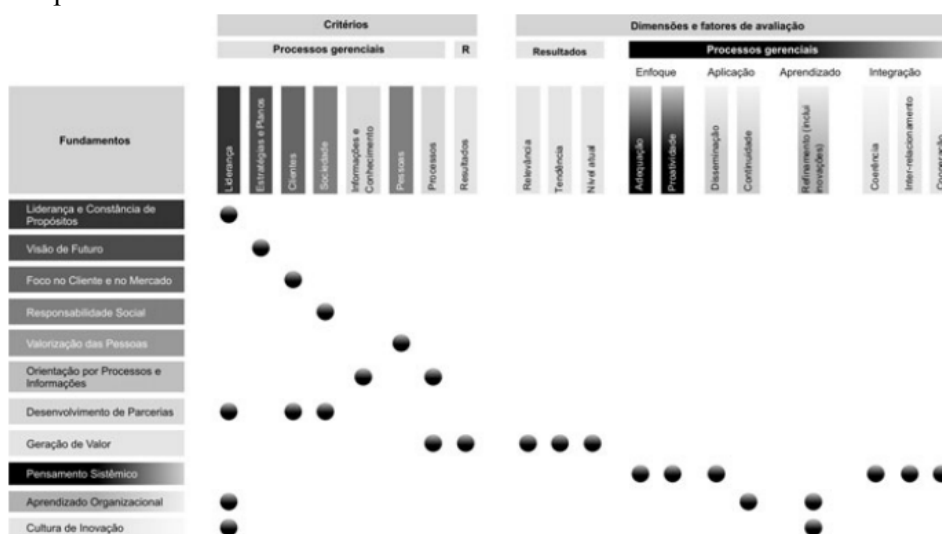 Critérios
Dimensões e fatores de avaliação
Processos gerenciais
R
Resultados
Processos gerenciais
Enfoque
Aplicação
Aprendizado
Integração
Fundamentos
Liderança
Estratégias e Planos
Clientes
Sociedade
Informações e
Conhecimento
Pessoas
Processos
Resultados
Relevância
Tendência
Nível atual
Adequação
Proatividade
Disseminação
Continuidade
Refinamento (inclui
inovações)
Coerência
Inter-relacionamento
Cooperação
Liderança e Constância de
Propósitos
Visão de Futuro
Foco no Cliente e no Mercado
Responsabilidade Social
Valorização das Pessoas
Orientação por Processos e
Informações
Desenvolvimento de Parcerias
Geração de Valor
Pensamento Sistêmico
Aprendizado Organizacional
Cultura de Inovação